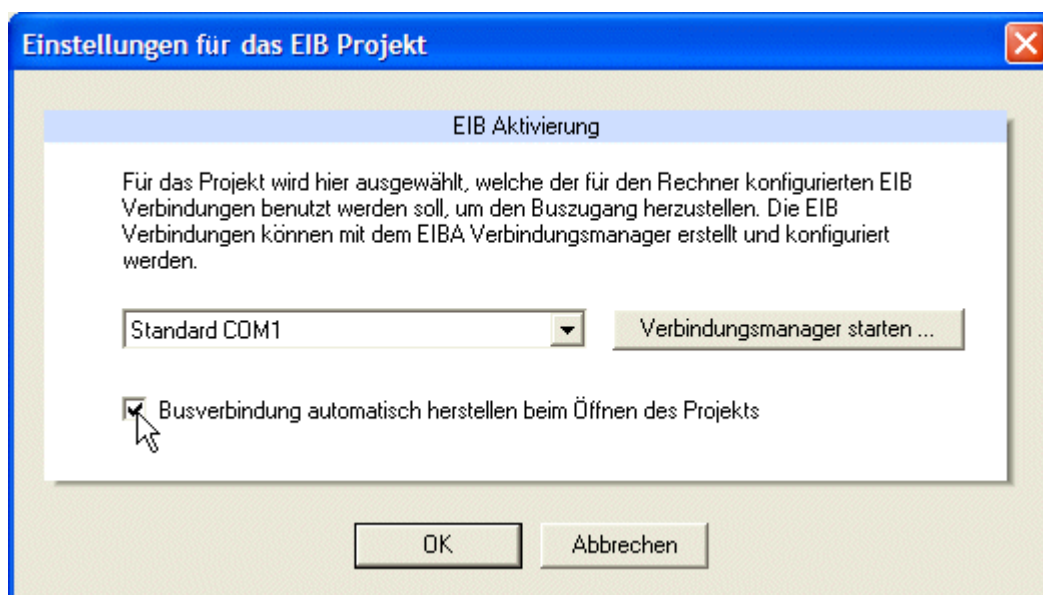 Einstellungen für das EIB Projekt
EIB Aktivierung
Für das Projekt wird hier ausgewählt, welche der für den Rechner konfigurierten EIB
Verbindungen benutzt werden soll, um den Buszugang herzustellen. Die EIB
Verbindungen können mit dem EIBA Verbindungsmanager erstellt und konfiguriert
werden.
Standard COM1
Verbindungsmanager starten ...
Busverbindung automatisch herstellen beim Öffnen des Projekts
OK
Abbrechen